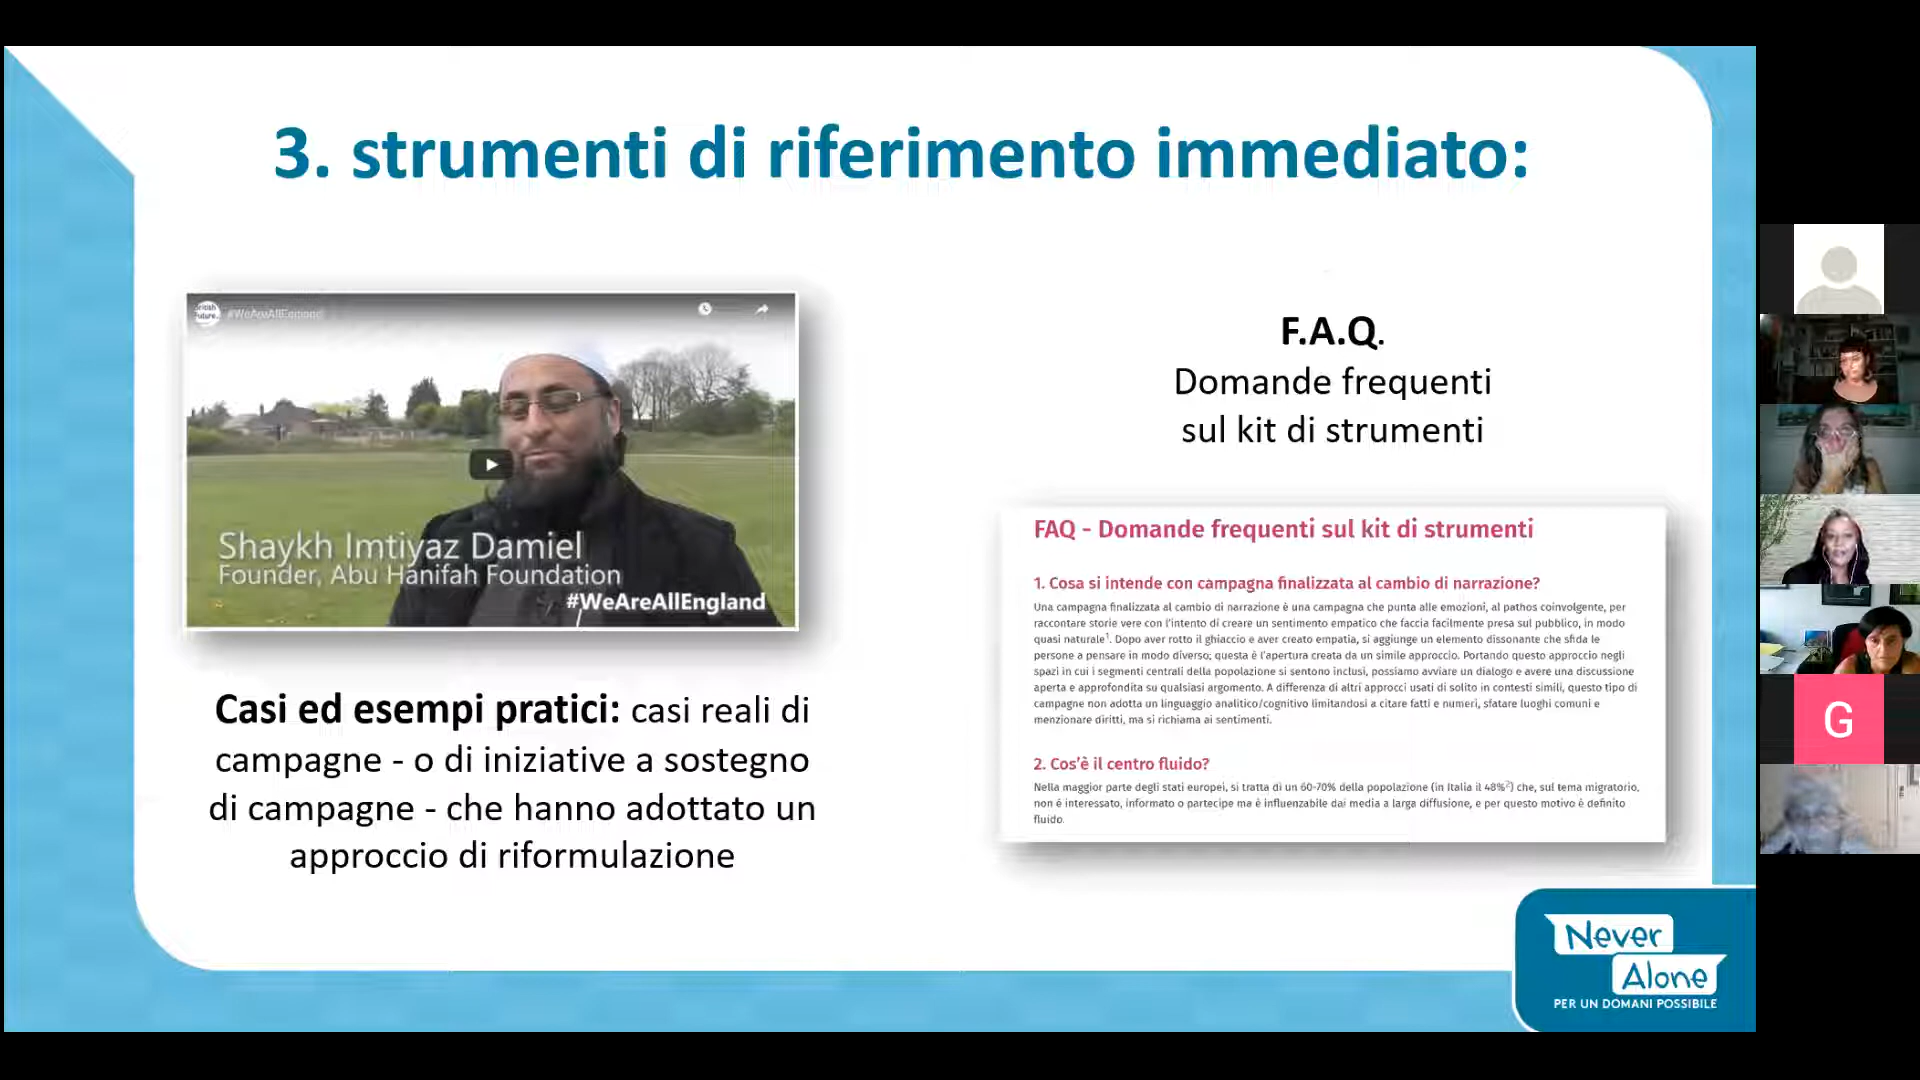 3. strumenti di riferimento immediato:
British
Future
#WeAreAllEngland
Shaykh Imtiyaz Damiel
Founder, Abu Hanifah Foundation
#WeAreAllEngland
Casi ed esempi pratici: casi reali di
campagne - o di iniziative a sostegno
di campagne - che hanno adottato un
approccio di riformulazione
F.A.Q.
Domande frequenti
sul kit di strumenti
FAQ - Domande frequenti sul kit di strumenti
1. Cosa si intende con campagna finalizzata al cambio di narrazione?
Una campagna finalizzata al cambio di narrazione è una campagna che punta alle emozioni, al pathos coinvolgente, per
raccontare storie vere con l'intento di creare un sentimento empatico che faccia facilmente presa sul pubblico, in modo
quasi naturale¹. Dopo aver rotto il ghiaccio e aver creato empatia, si aggiunge un elemento dissonante che sfida le
persone a pensare in modo diverso; questa è l'apertura creata da un simile approccio. Portando questo approccio negli
spazi in cui i segmenti centrali della popolazione si sentono inclusi, possiamo avviare un dialogo e avere una discussione
aperta e approfondita su qualsiasi argomento. A differenza di altri approcci usati di solito in contesti simili, questo tipo di
campagne non adotta un linguaggio analitico/cognitivo limitandosi a citare fatti e numeri, sfatare luoghi comuni e
menzionare diritti, ma si richiama ai sentimenti.
2. Cos'è il centro fluido?
Nella maggior parte degli stati europei, si tratta di un 60-70% della popolazione (in Italia il 48%²) che, sul tema migratorio,
non è interessato, informato o partecipe ma è influenzabile dai media a larga diffusione, e per questo motivo è definito
fluido.
G
Never
Alone
PER UN DOMANI POSSIBILE